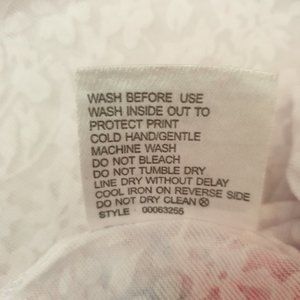 WASH BEFORE USE
WASH INSIDE OUT TO
PROTECT PRINT
COLD HAND/GENTLE
MACHINE WASH
DO NOT BLEACH
DO NOT TUMBLE DRY
LINE DRY WITHOUT DELAY
COOL IRON ON REVERSE SIDE
DO NOT DRY CLEAN ⓧ
STYLE 00063255